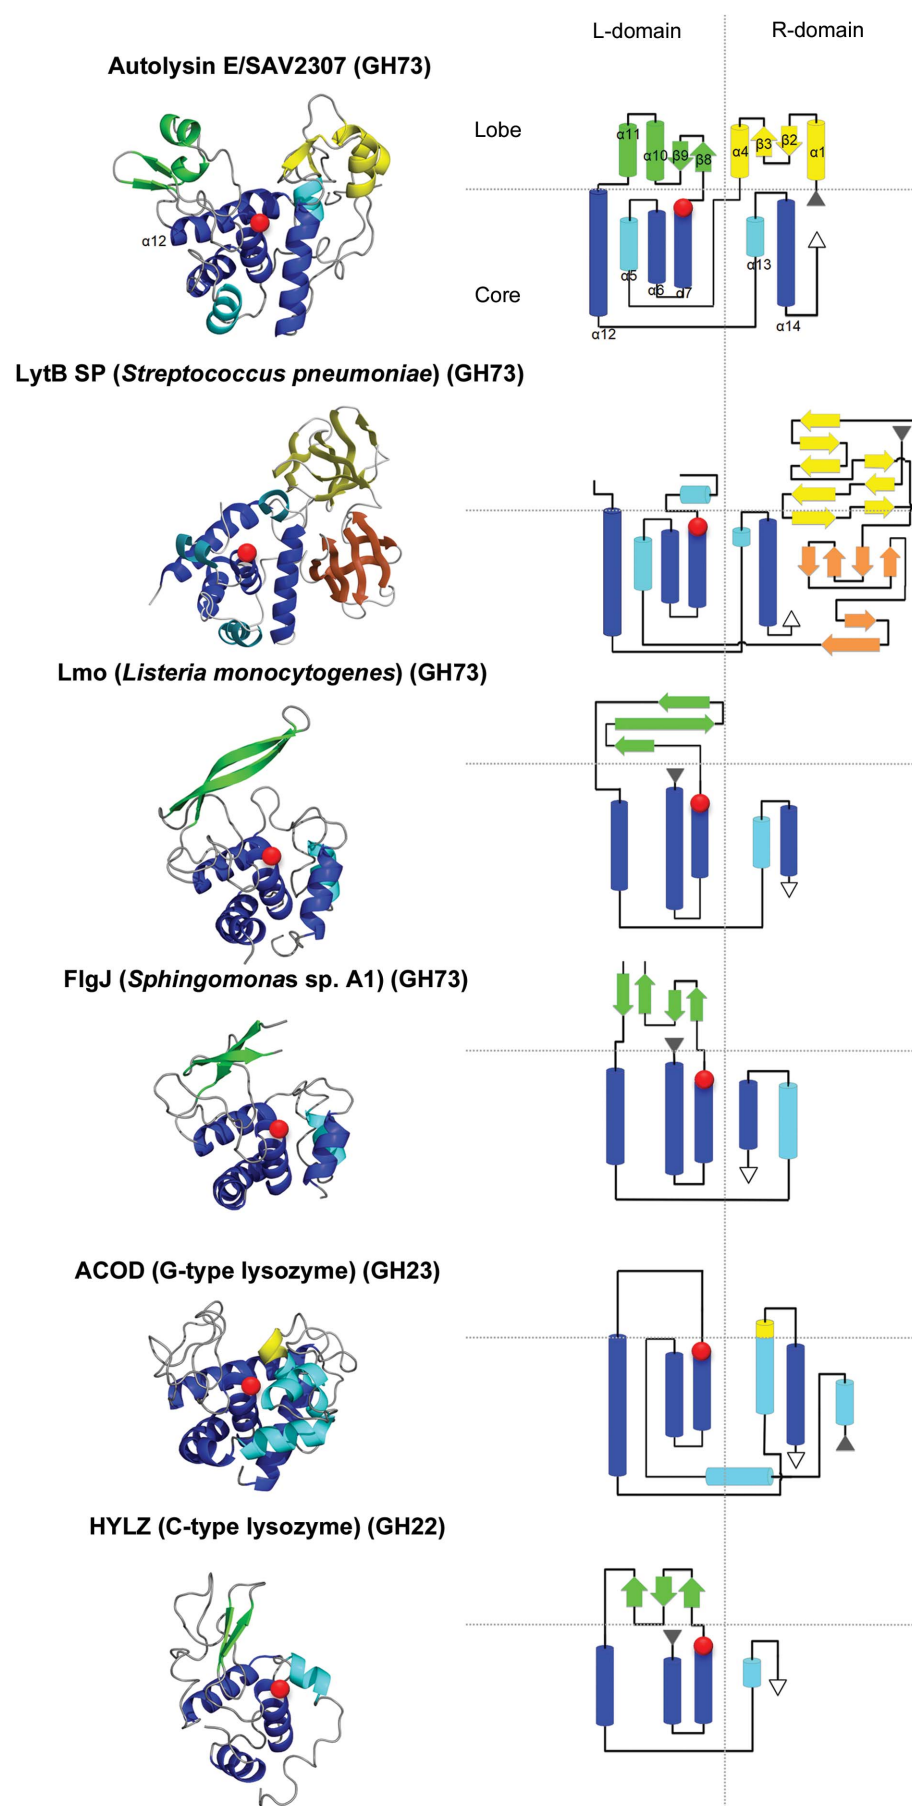 L-domain
R-domain
Autolysin E/SAV2307 (GH73)
Lobe
α11
α10
β9
β8
α4
β3
β2
α1
α12
Core
α5
α6
α7
α13
α12
α14
LytB SP (Streptococcus pneumoniae) (GH73)
Lmo (Listeria monocytogenes) (GH73)
FlgJ (Sphingomonas sp. A1) (GH73)
ACOD (G-type lysozyme) (GH23)
HYLZ (C-type lysozyme) (GH22)